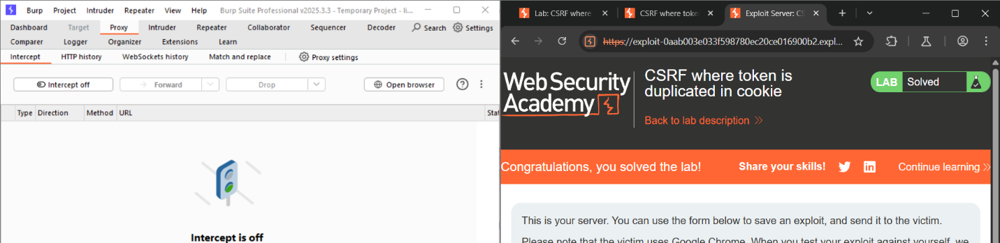 Burp Project Intruder Repeater View Help Burp Suite Professional v2025.3.3 - Temporary Project - li...
Dashboard Target Proxy Intruder Repeater Collaborator Sequencer Decoder Search Settings
Comparer Logger Organizer Extensions Learn
Intercept HTTP history WebSockets history Match and replace Proxy settings
Intercept off Forward Drop Open browser
Type Direction Method URL Stat
Intercept is off
Lab: CSRF where CSRF where toke Exploit Server: CS
https://exploit-0aab003e033f598780ec20ce016900b2.expl...
Web Security
Academy
CSRF where token is
duplicated in cookie
Back to lab description
LAB Solved
Congratulations, you solved the lab! Share your skills! Continue learning
This is your server. You can use the form below to save an exploit, and send it to the victim.
Please note that the victim uses Google Chrome. When you test your exploit against yourself, we